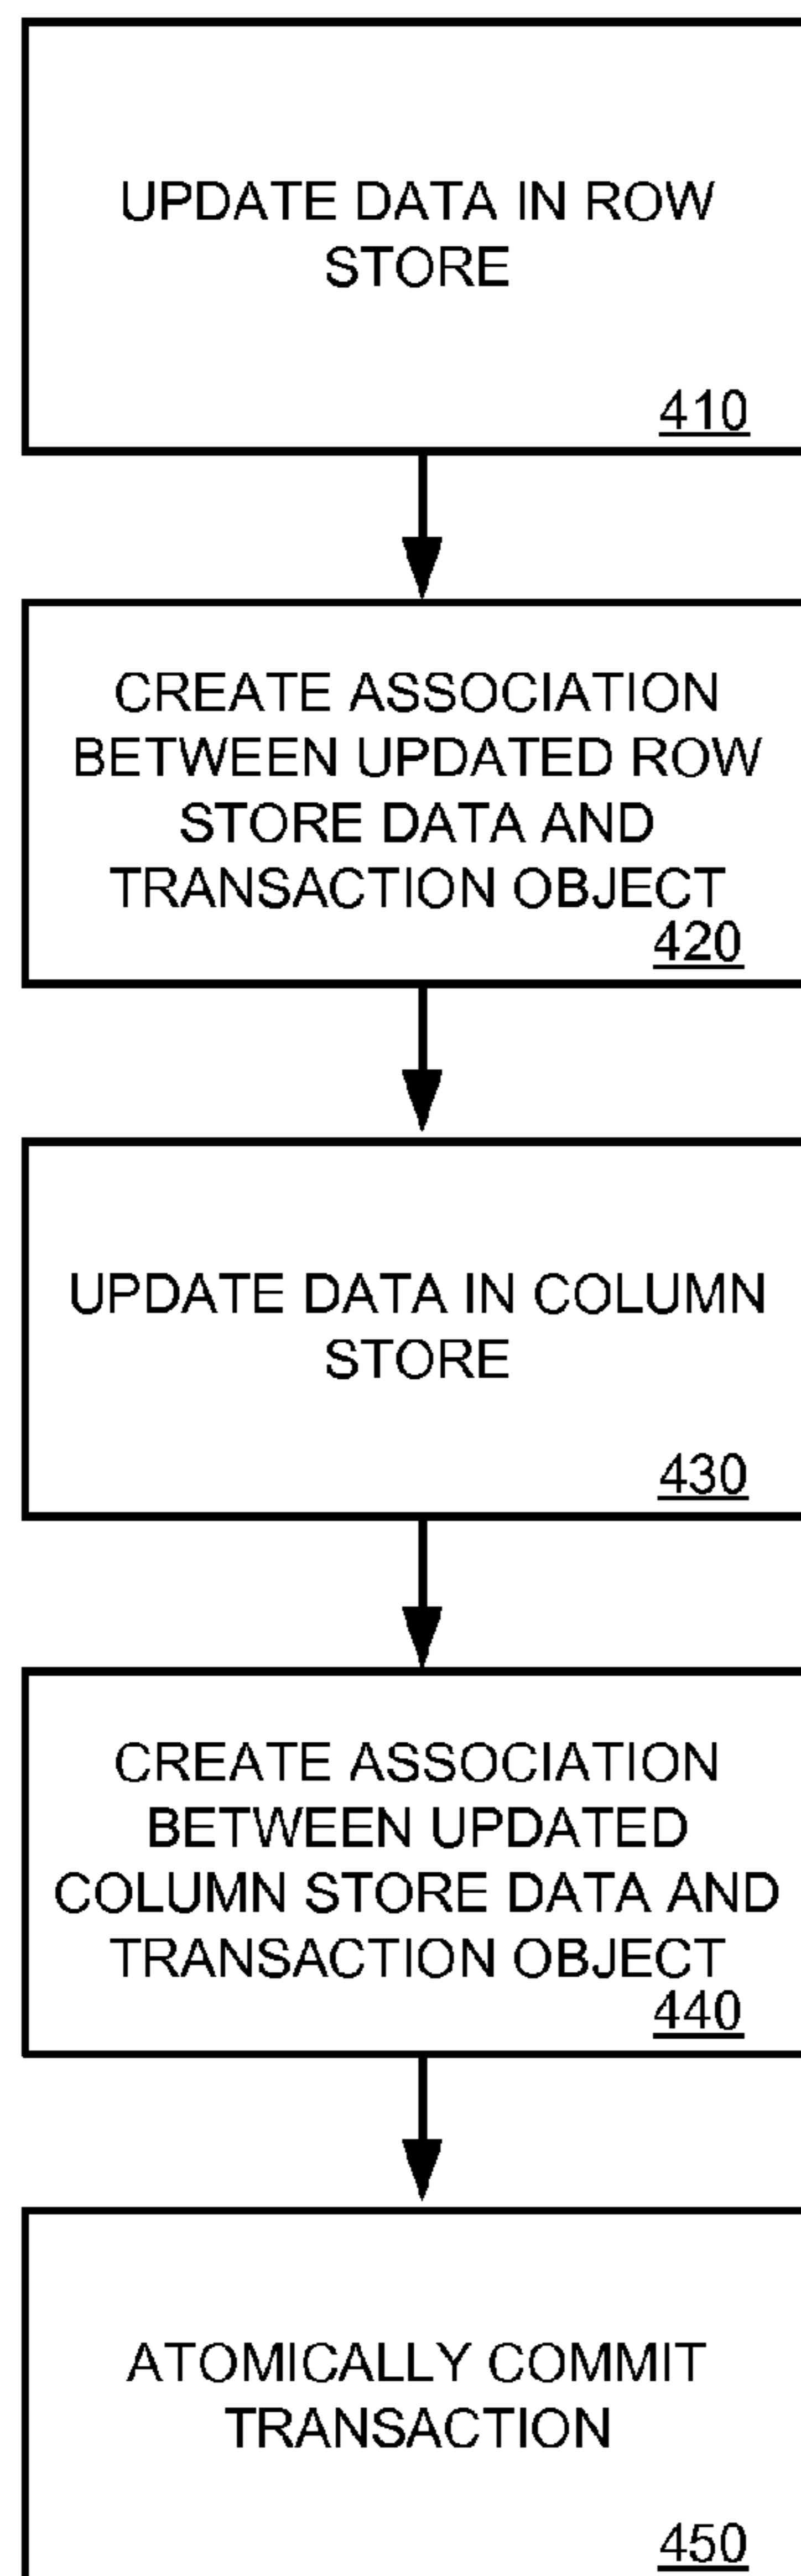 UPDATE DATA IN ROW
STORE
410
CREATE ASSOCIATION
BETWEEN UPDATED ROW
STORE DATA AND
TRANSACTION OBJECT
420
UPDATE DATA IN COLUMN
STORE
430
CREATE ASSOCIATION
BETWEEN UPDATED
COLUMN STORE DATA AND
TRANSACTION OBJECT
440
ATOMICALLY COMMIT
TRANSACTION
450